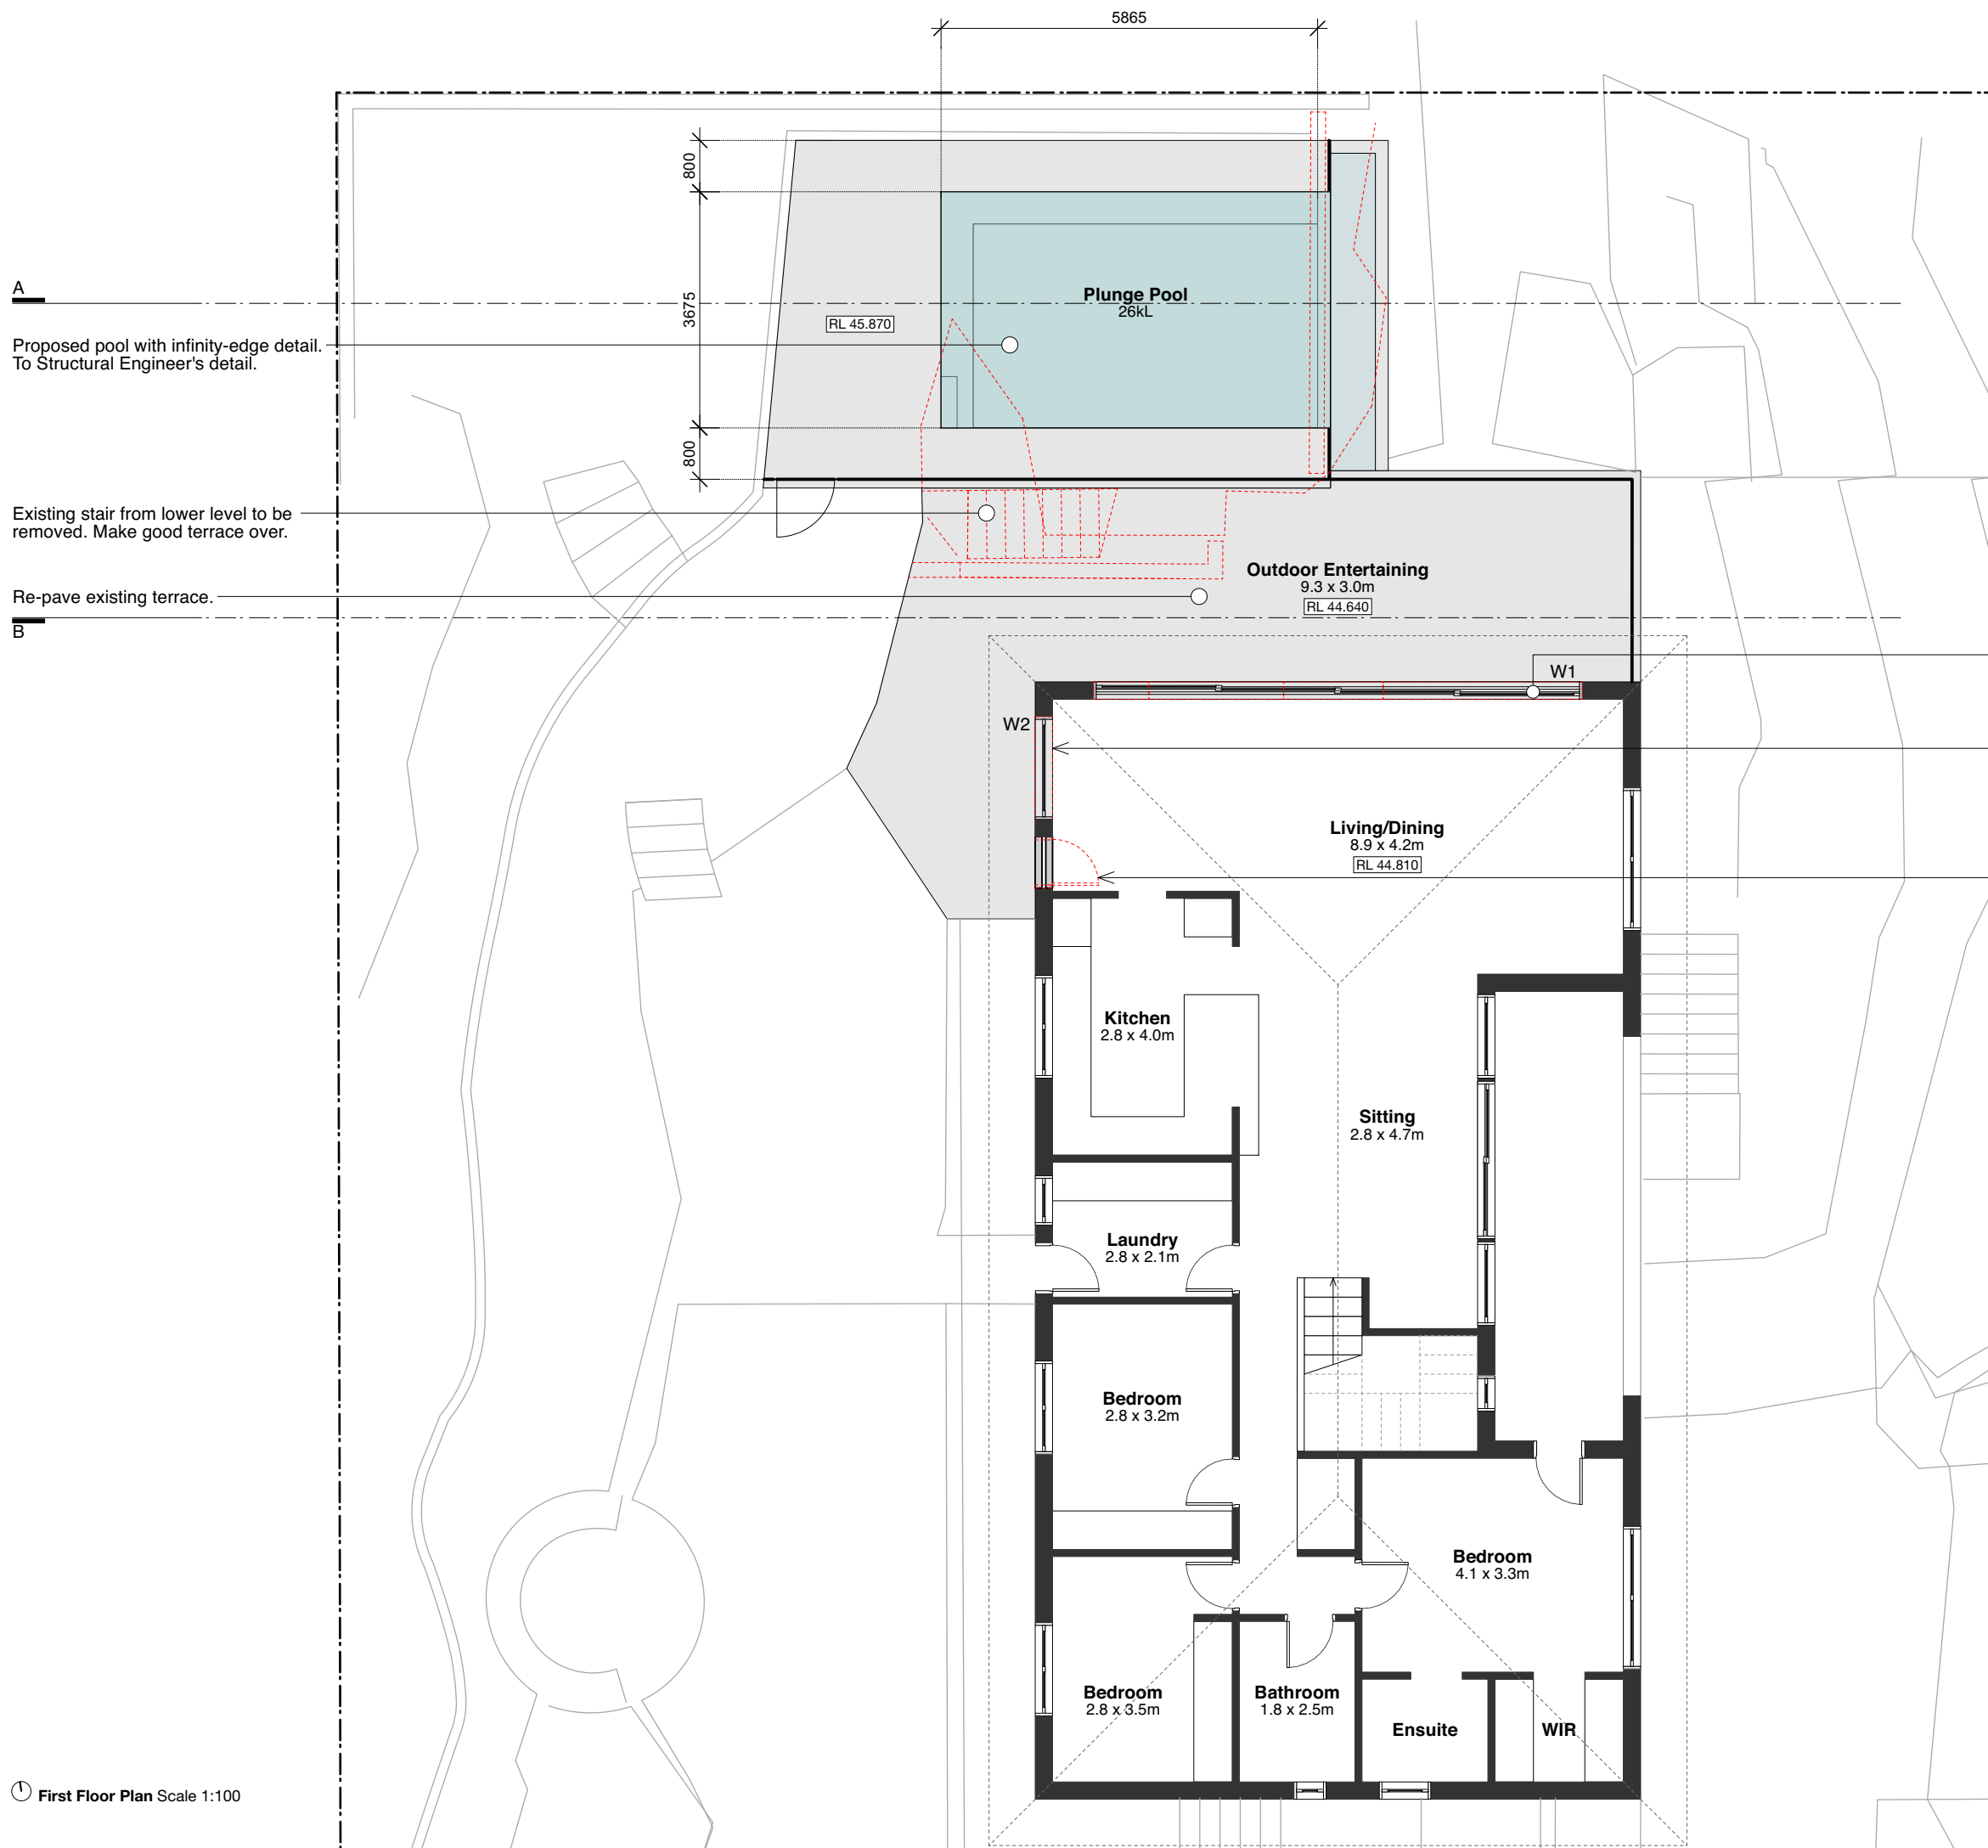 5865
800
3675
800
A
Plunge Pool
26kL
RL 45.870
Proposed pool with infinity-edge detail.
To Structural Engineer's detail.
Existing stair from lower level to be
removed. Make good terrace over.
Outdoor Entertaining
9.3 x 3.0m
RL 44.640
Re-pave existing terrace.
B
W1
W2
Living/Dining
8.9 x 4.2m
RL 44.810
Kitchen
2.8 x 4.0m
Sitting
2.8 x 4.7m
Laundry
2.8 x 2.1m
Bedroom
2.8 x 3.2m
Bedroom
4.1 x 3.3m
Bedroom
2.8 x 3.5m
Bathroom
1.8 x 2.5m
Ensuite
WIR
First Floor Plan Scale 1:100